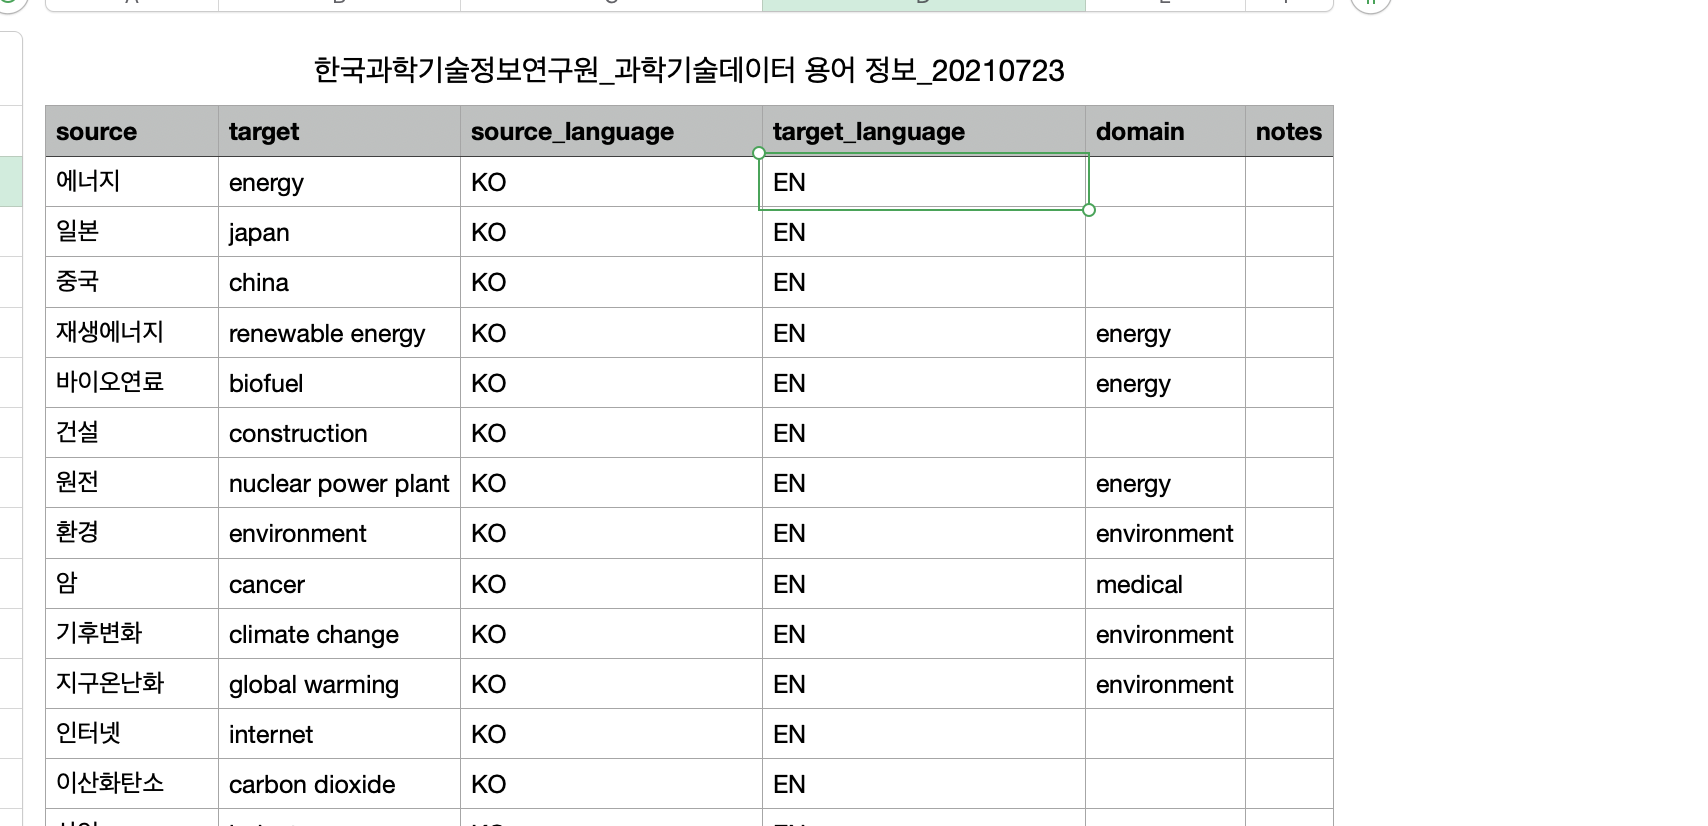 한국과학기술정보연구원_과학기술데이터 용어 정보_20210723
source target source_language target_language domain notes
에너지 energy KO EN
일본 japan KO EN
중국 china KO EN
재생에너지 renewable energy KO EN energy
바이오연료 biofuel KO EN energy
건설 construction KO EN
원전 nuclear power plant KO EN energy
환경 environment KO EN environment
암 cancer KO EN medical
기후변화 climate change KO EN environment
지구온난화 global warming KO EN environment
인터넷 internet KO EN
이산화탄소 carbon dioxide KO EN